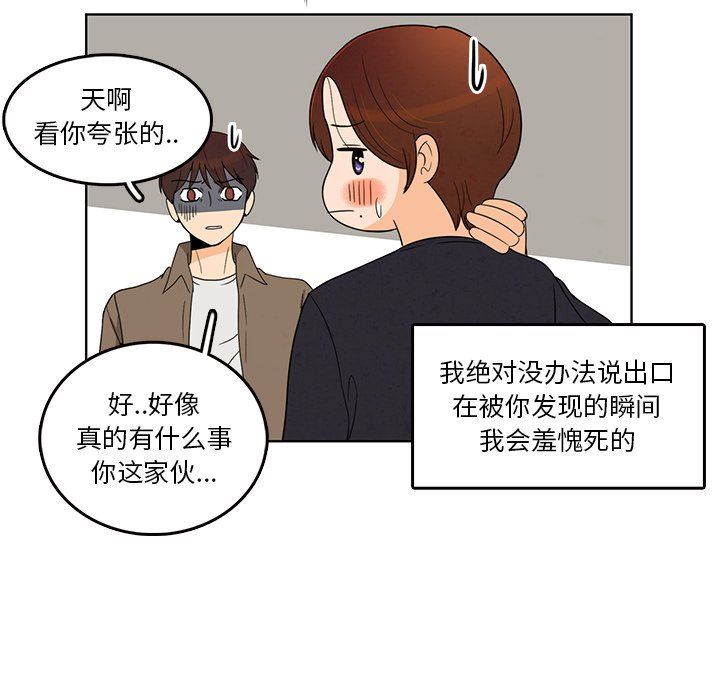 天啊
看你夸张的..
好..好像
真的有什么事
你这家伙...
我绝对没办法说出口
在被你发现的瞬间
我会羞愧死的